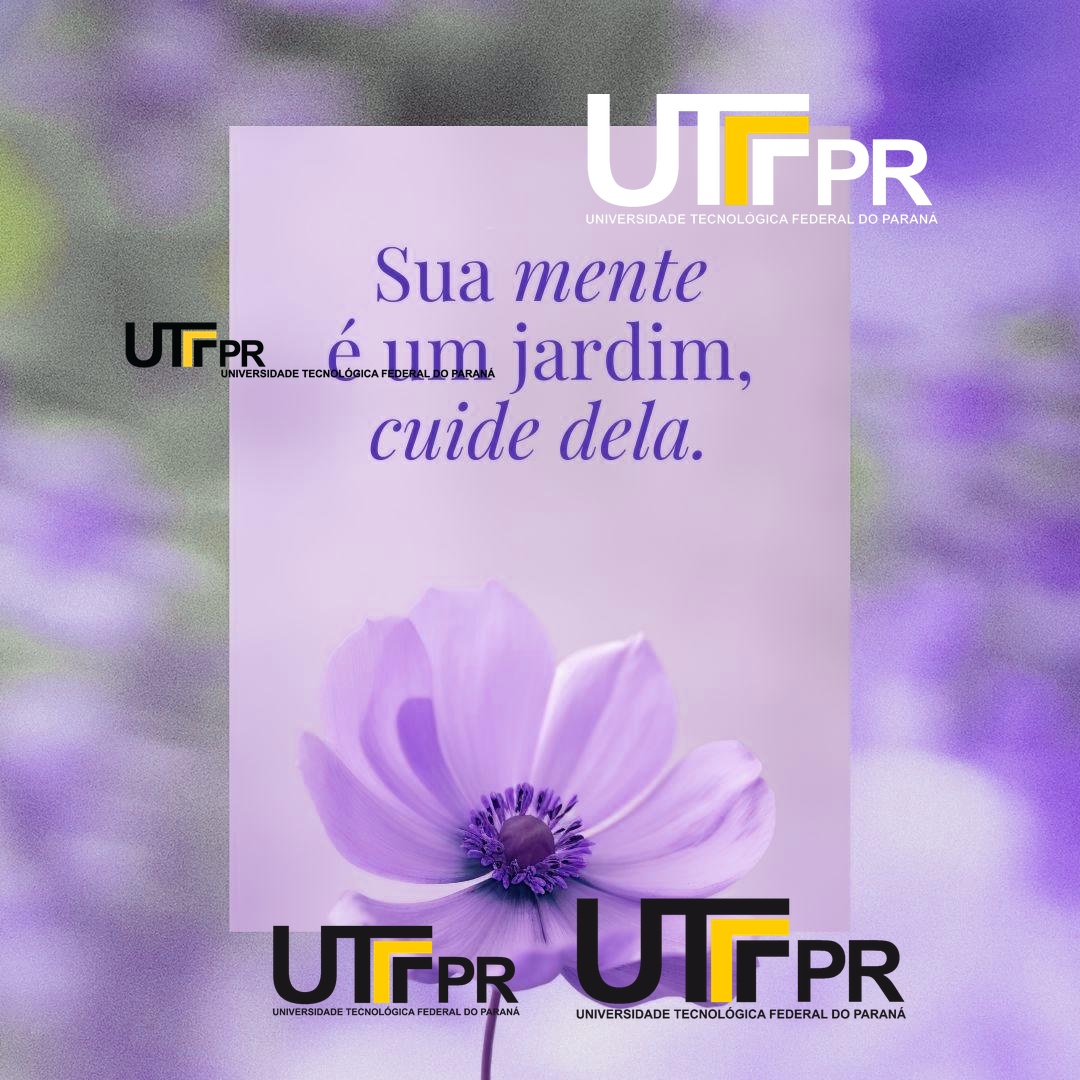 UTFPR
UNIVERSIDADE TECNOLÓGICA FEDERAL DO PARANÁ
Sua mente
é um jardim,
cuide dela.
UTFPR
UNIVERSIDADE TECNOLÓGICA FEDERAL DO PARANÁ
UTFPR
UNIVERSIDADE TECNOLÓGICA FEDERAL DO PARANÁ
UTFPR
UNIVERSIDADE TECNOLÓGICA FEDERAL DO PARANÁ